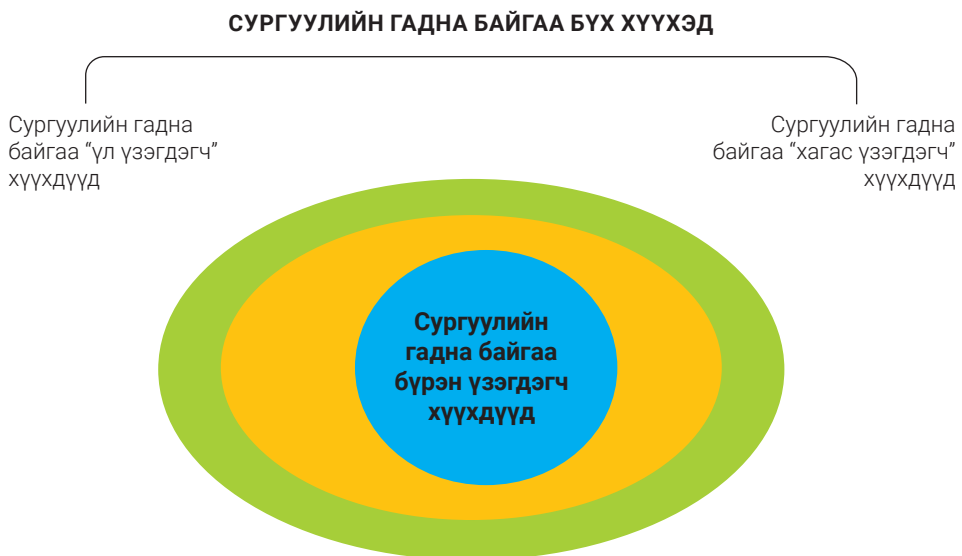 СУРГУУЛИЙН ГАДНА БАЙГАА БҮХ ХҮҮХЭД
Сургуулийн гадна
байгаа “үл үзэгдэгч”
хүүхдүүд
Сургуулийн гадна
байгаа “хагас үзэгдэгч”
хүүхдүүд
Сургуулийн
гадна байгаа
бүрэн үзэгдэгч
хүүхдүүд